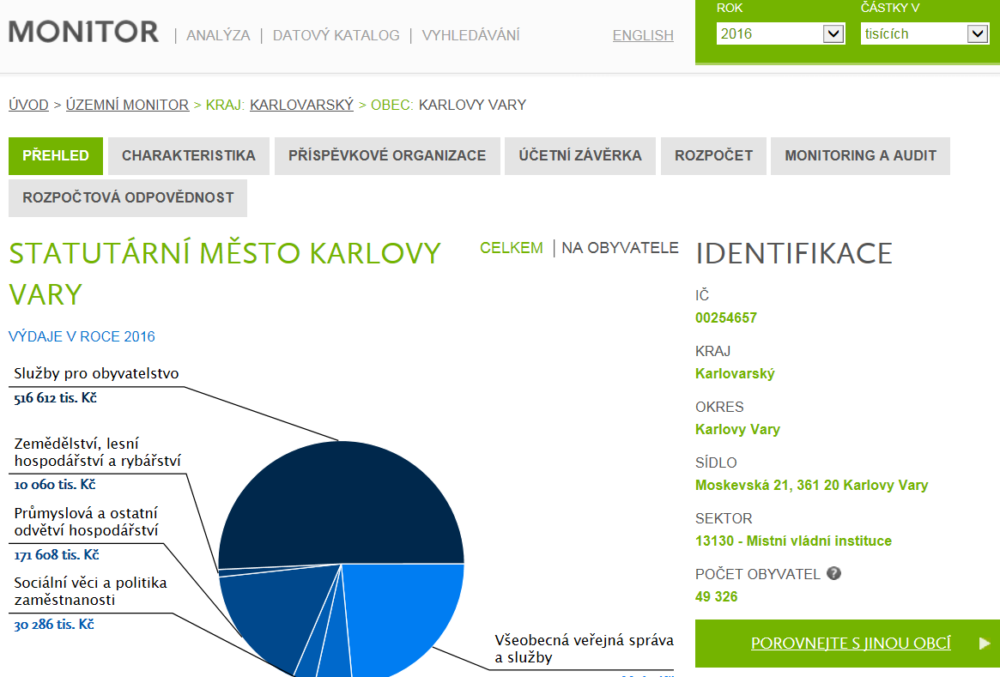 MONITOR | ANALÝZA | DATOVÝ KATALOG | VYHLEDÁVÁNÍ ENGLISH
ROK ČÁSTKY V
2016 tisících
ÚVOD > ÚZEMNÍ MONITOR > KRAJ: KARLOVARSKÝ > OBEC: KARLOVY VARY
PŘEHLED CHARAKTERISTIKA PŘÍSPĚVKOVÉ ORGANIZACE ÚČETNÍ ZÁVĚRKA ROZPOČET MONITORING A AUDIT
ROZPOČTOVÁ ODPOVĚDNOST
STATUTÁRNÍ MĚSTO KARLOVY
VARY
CELKEM | NA OBYVATELE
VÝDAJE V ROCE 2016
Služby pro obyvatelstvo
516 612 tis. Kč
Zemědělství, lesní
hospodářství a rybářství
10 060 tis. Kč
Průmyslová a ostatní
odvětví hospodářství
171 608 tis. Kč
Sociální věci a politika
zaměstnanosti
30 286 tis. Kč
Všeobecná veřejná správa
a služby
IDENTIFIKACE
IČ
00254657
KRAJ
Karlovarský
OKRES
Karlovy Vary
SÍDLO
Moskevská 21, 361 20 Karlovy Vary
SEKTOR
13130 - Místní vládní instituce
POČET OBYVATEL ?
49 326
POROVNEJTE S JINOU OBCÍ